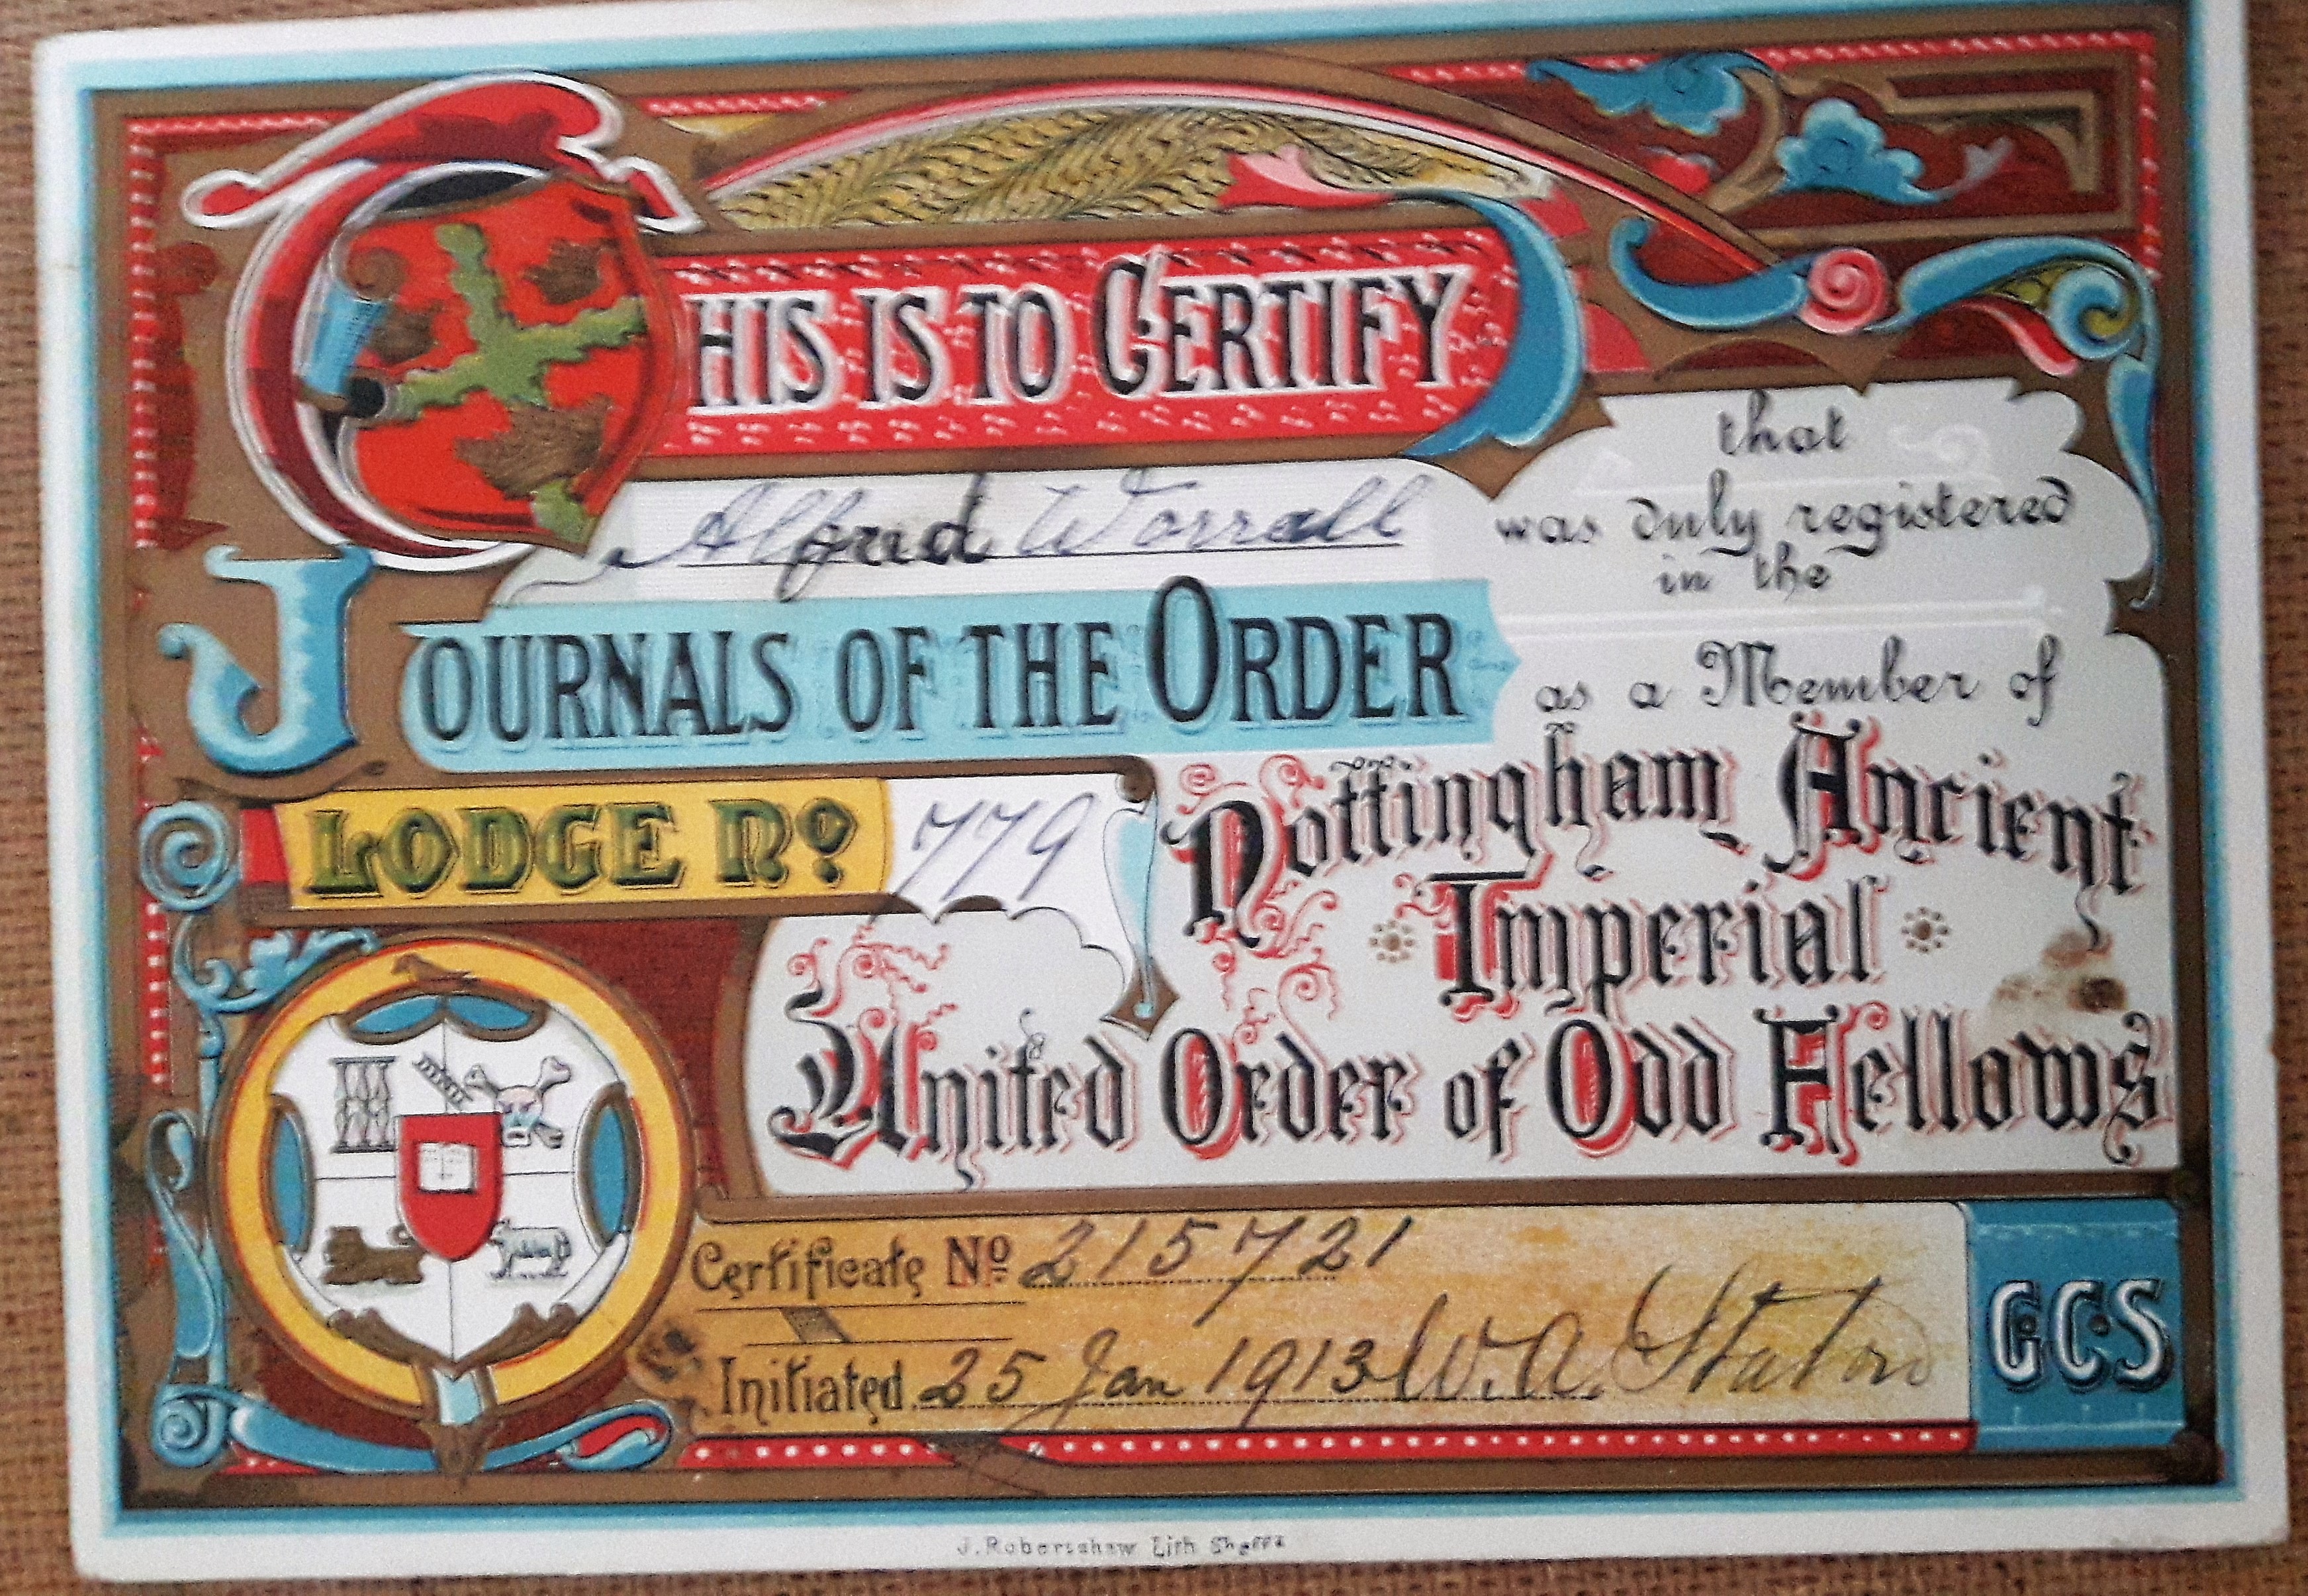 THIS IS TO CERTIFY
that
Alfred Worrall was duly registered
in the
JOURNALS OF THE ORDER as a Member of
LODGE No. 779 Nottingham Ancient
Imperial
United Order of Odd Fellows
Certificate No. 215721
Initiated 25 Jan 1913 W. A. Staton G.C.S
J. Robertshaw Lith Sheffd